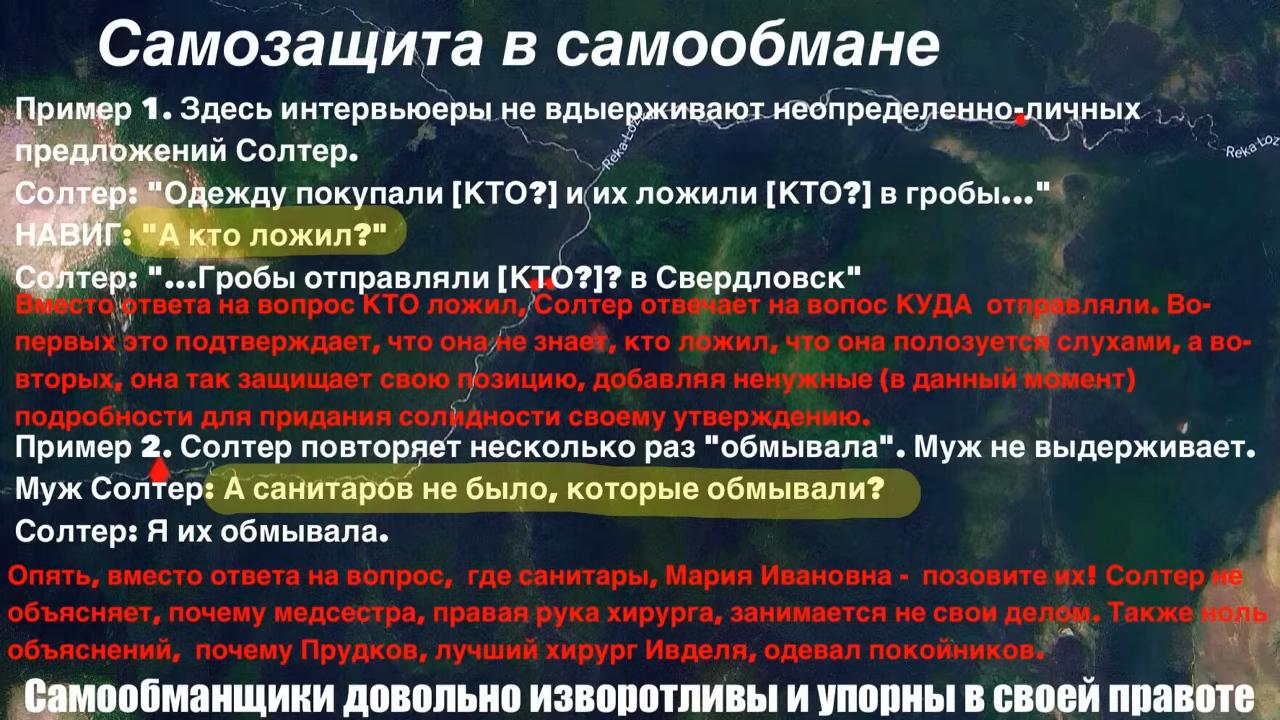 Самозащита в самообмане
Пример 1. Здесь интервьюеры не вдыерживают неопределенно-личных
Reka Loz
Reka Loz
предложений Солтер.
Солтер: "Одежду покупали [КТО?] и их ложили [КТО?] в гробы..."
НАВИГ: "А кто ложил?"
Солтер: "...Гробы отправляли [КТО?]? в Свердловск"
Вместо ответа на вопрос КТО ложил, Солтер отвечает на вопос КУДА отправляли. Во-
первых это подтверждает, что она не знает, кто ложил, что она полозуется слухами, а во-
вторых, она так защищает свою позицию, добавляя ненужные (в данный момент)
подробности для придания солидности своему утверждению.
Пример 2. Солтер повторяет несколько раз "обмывала". Муж не выдерживает.
Муж Солтер: А санитаров не было, которые обмывали?
Солтер: Я их обмывала.
Опять, вместо ответа на вопрос, где санитары, Мария Ивановна - позовите их! Солтер не
объясняет, почему медсестра, правая рука хирурга, занимается не свои делом. Также ноль
объяснений, почему Прудков, лучший хирург Ивделя, одевал покойников.
Самообманщики довольно изворотливы и упорны в своей правоте